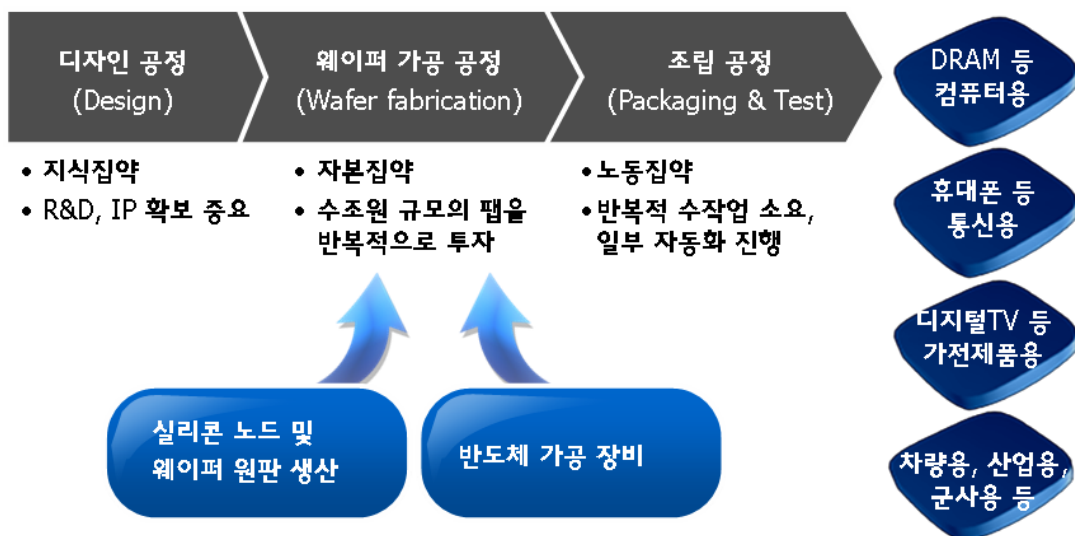 디자인 공정
(Design)
웨이퍼 가공 공정
(Wafer fabrication)
조립 공정
(Packaging & Test)
• 지식집약
• R&D, IP 확보 중요
• 자본집약
• 수조원 규모의 팹을
반복적으로 투자
• 노동집약
• 반복적 수작업 소요,
일부 자동화 진행
실리콘 노드 및
웨이퍼 원판 생산
반도체 가공 장비
DRAM 등
컴퓨터용
휴대폰 등
통신용
디지털TV 등
가전제품용
차량용, 산업용,
군사용 등